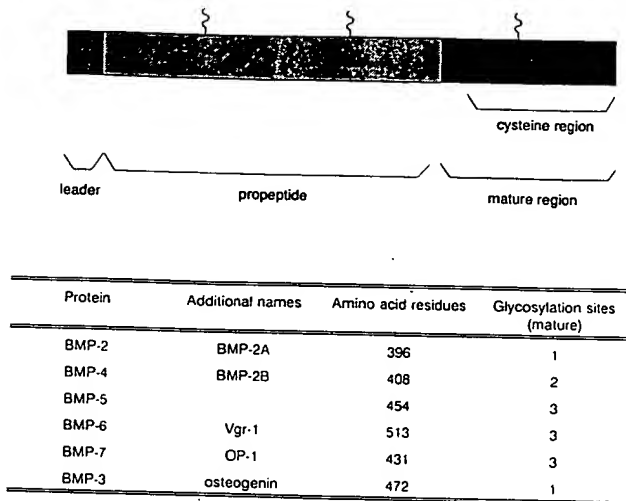 cysteine region
leader propeptide mature region
Protein Additional names Amino acid residues Glycosylation sites
(mature)
BMP-2 BMP-2A 396 1
BMP-4 BMP-2B 408 2
BMP-5 454 3
BMP-6 Vgr-1 513 3
BMP-7 OP-1 431 3
BMP-3 osteogenin 472 1